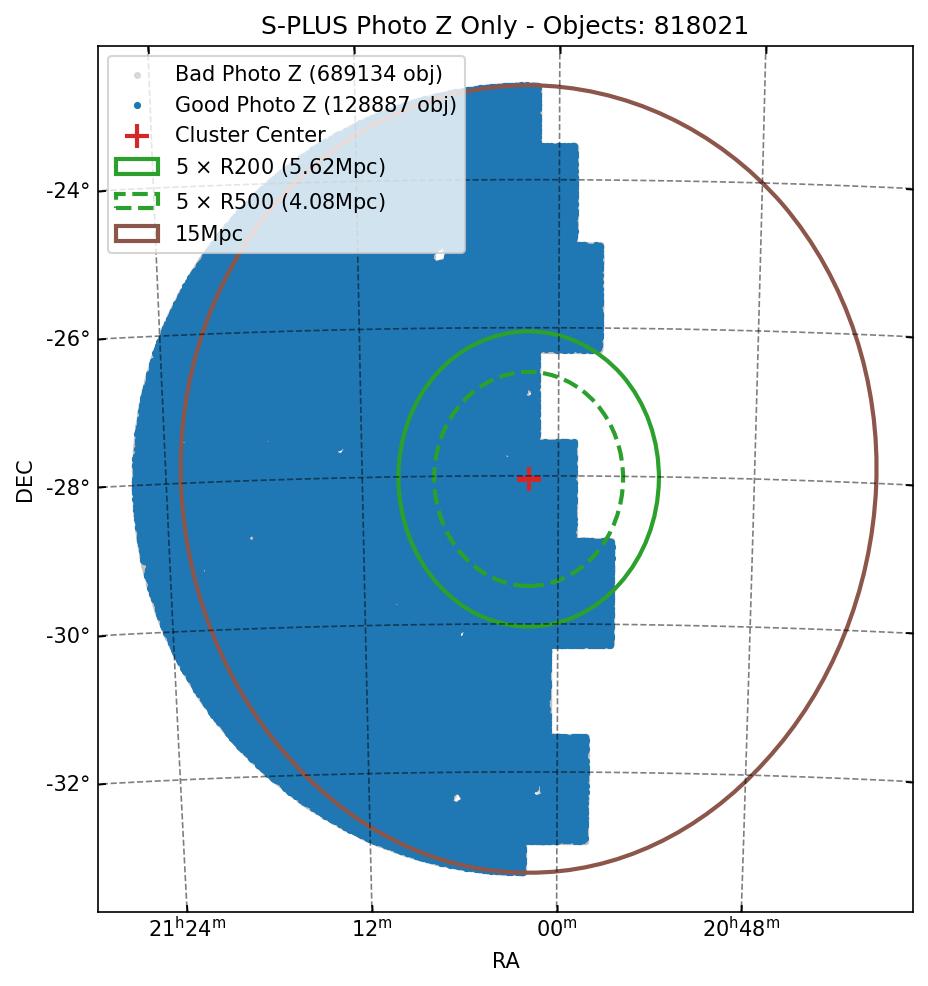 S-PLUS Photo Z Only - Objects: 818021
Bad Photo Z (689134 obj)
Good Photo Z (128887 obj)
Cluster Center
5 × R200 (5.62Mpc)
5 × R500 (4.08Mpc)
15Mpc
-24°
-26°
-28°
-30°
-32°
DEC
21h24m 12m 00m 20h48m
RA